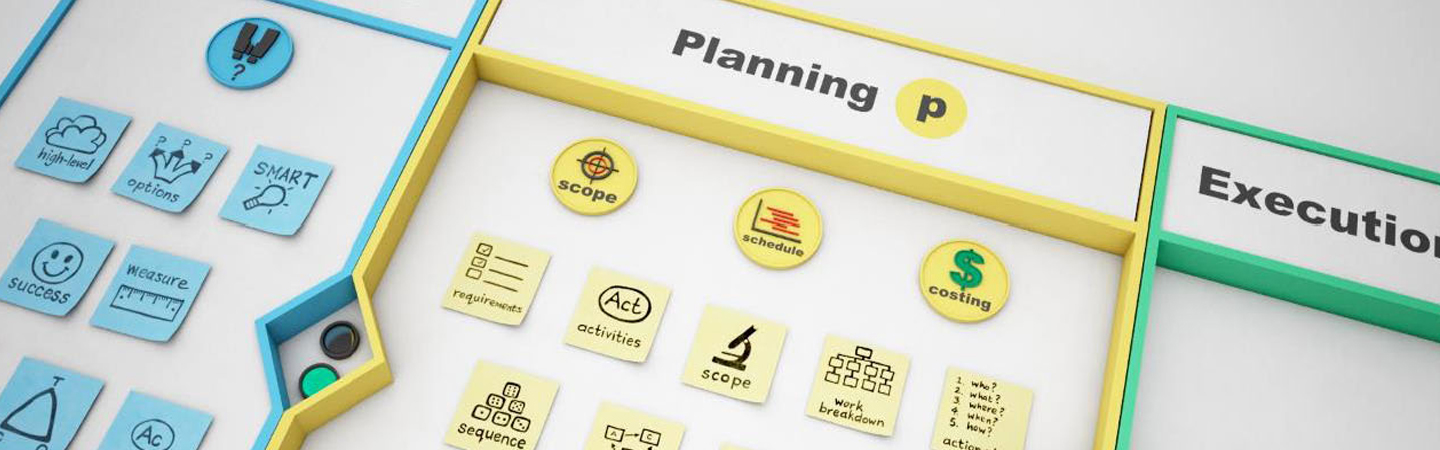 ?
high-level
? ? ?
options
SMART
success
measure
T
Ac
Planning p
scope
schedule
$
costing
requirements
Act
activities
scope
work
breakdown
1. who?
2. what?
3. where?
4. when?
5. how?
action
sequence
A C
Execution